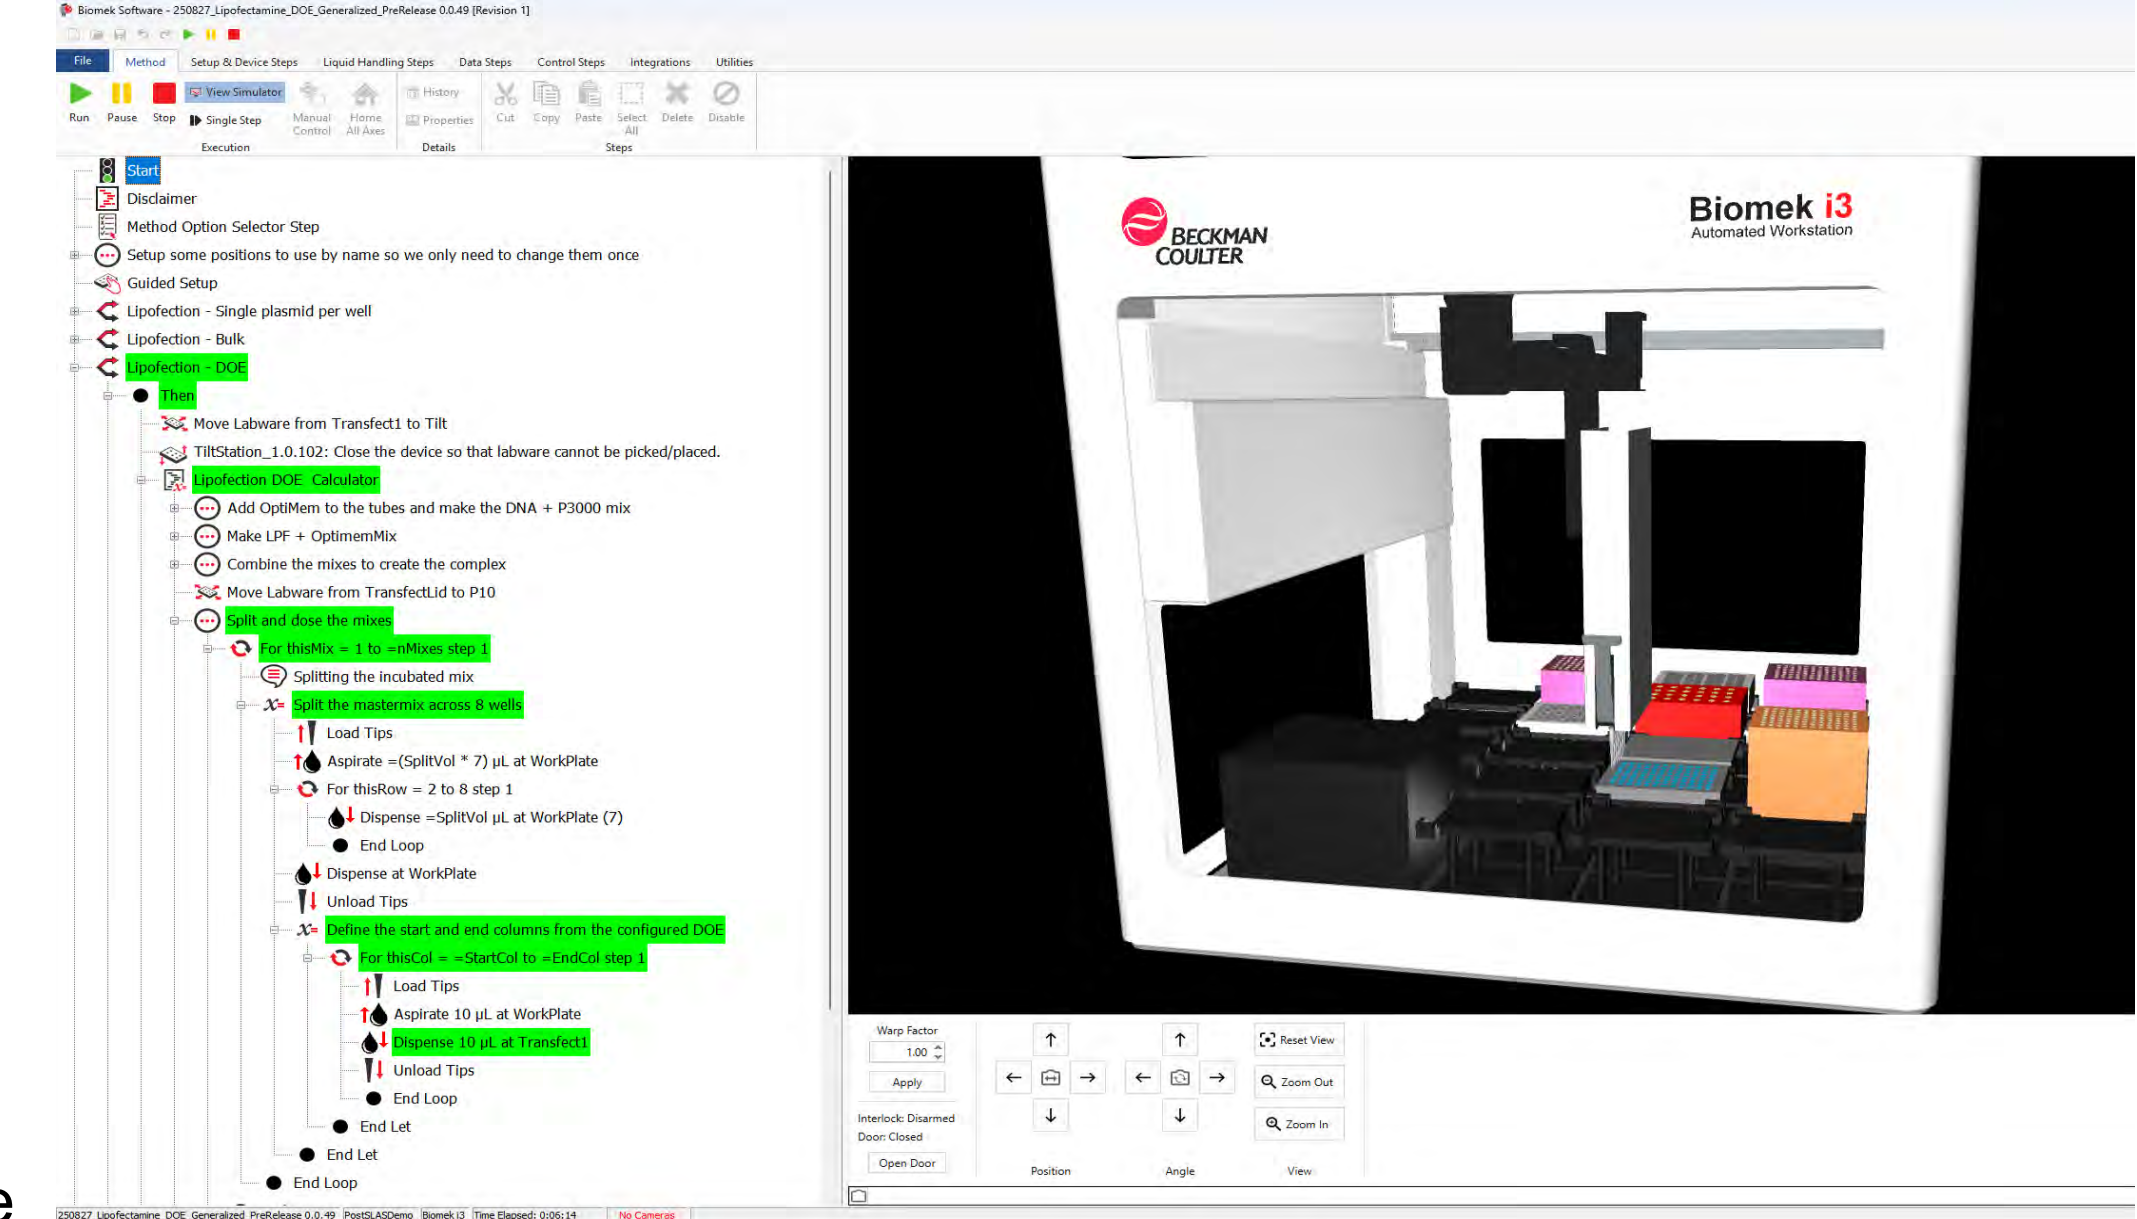 Biomek Software - 250827_Lipofectamine_DOE_Generalized_PreRelease 0.0.49 [Revision 1]
File Method Setup & Device Steps Liquid Handling Steps Data Steps Control Steps Integrations Utilities
Run Pause Stop View Simulator Single Step Manual Control Home All Axes History Properties Cut Copy Paste Select All Delete Disable
Execution Details Steps
Start
Disclaimer
Method Option Selector Step
Setup some positions to use by name so we only need to change them once
Guided Setup
Lipofection - Single plasmid per well
Lipofection - Bulk
Lipofection - DOE
Then
Move Labware from Transfect1 to Tilt
TiltStation_1.0.102: Close the device so that labware cannot be picked/placed.
Lipofection DOE Calculator
Add OptiMem to the tubes and make the DNA + P3000 mix
Make LPF + OptimemMix
Combine the mixes to create the complex
Move Labware from TransfectLid to P10
Split and dose the mixes
For thisMix = 1 to =nMixes step 1
Splitting the incubated mix
x= Split the mastermix across 8 wells
Load Tips
Aspirate =(SplitVol * 7) µL at WorkPlate
For thisRow = 2 to 8 step 1
Dispense =SplitVol µL at WorkPlate (7)
End Loop
Dispense at WorkPlate
Unload Tips
x= Define the start and end columns from the configured DOE
For thisCol = =StartCol to =EndCol step 1
Load Tips
Aspirate 10 µL at WorkPlate
Dispense 10 µL at Transfect1
Unload Tips
End Loop
End Let
End Let
End Loop
BECKMAN
COULTER
Biomek i3
Automated Workstation
Warp Factor
1.00
Apply
Interlock: Disarmed
Door: Closed
Open Door
Position
Angle
Reset View
Zoom Out
Zoom In
View
e
250827_Lipofectamine_DOE_Generalized_PreRelease 0.0.49 PostSLASDemo Biomek i3 Time Elapsed: 0:06:14 No Cameras